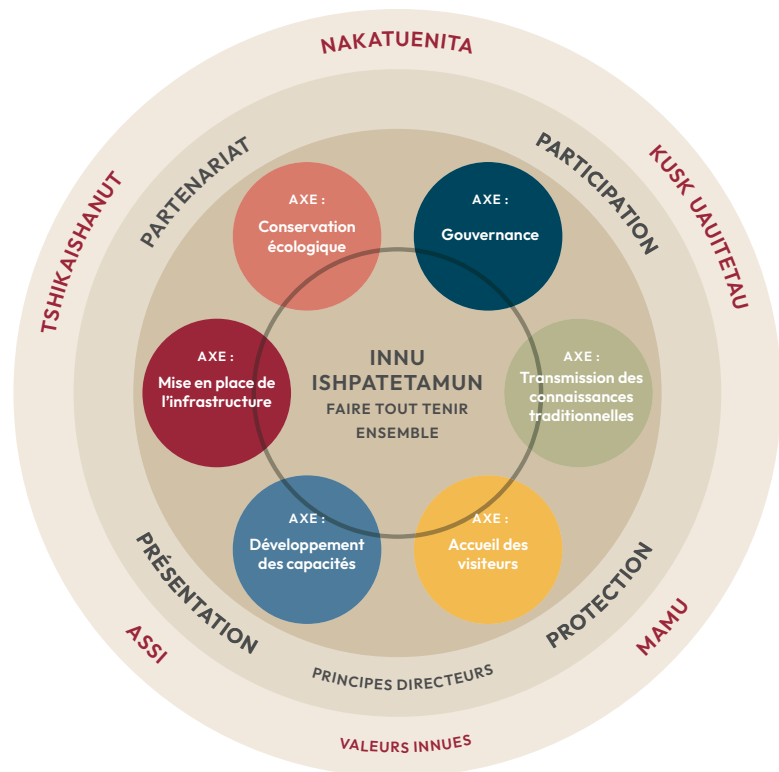 NAKATUENITA
TSHIKAISHANUT
KUSK UAUITETAU
PARTENARIAT
PARTICIPATION
AXE :
Conservation
écologique
AXE :
Gouvernance
AXE :
Mise en place de
l'infrastructure
INNU
ISHPATETAMUN
FAIRE TOUT TENIR
ENSEMBLE
AXE :
Transmission des
connaissances
traditionnelles
AXE :
Développement
des capacités
AXE :
Accueil des
visiteurs
PRÉSENTATION
PROTECTION
ASSI
MAMU
PRINCIPES DIRECTEURS
VALEURS INNUES